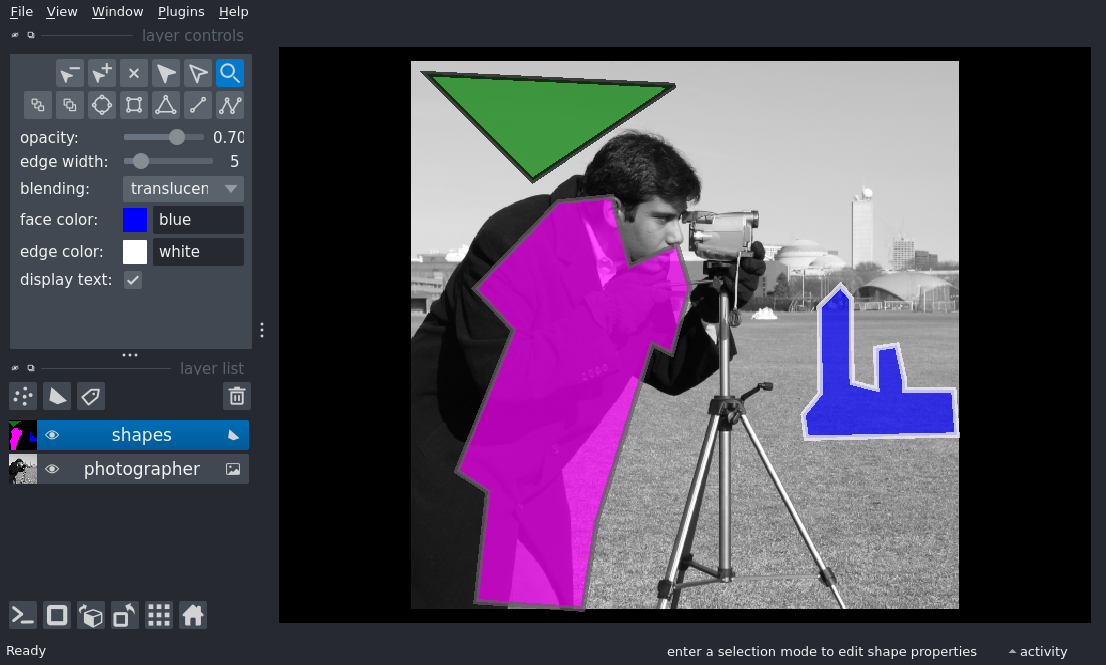 File View Window Plugins Help
layer controls
opacity: 0.70
edge width: 5
blending: translucen
face color: blue
edge color: white
display text:
layer list
shapes
photographer
Ready
enter a selection mode to edit shape properties
activity